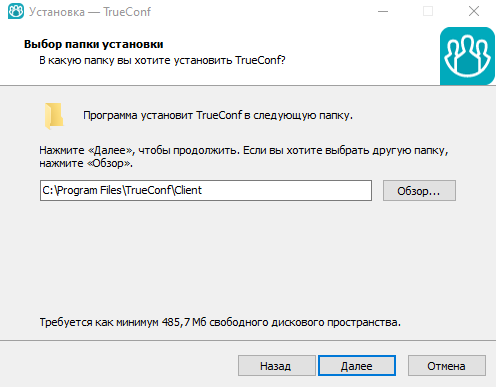 Установка — TrueConf
Выбор папки установки
В какую папку вы хотите установить TrueConf?
Программа установит TrueConf в следующую папку.
Нажмите «Далее», чтобы продолжить. Если вы хотите выбрать другую папку,
нажмите «Обзор».
C:\Program Files\TrueConf\Client
Обзор...
Требуется как минимум 485,7 Мб свободного дискового пространства.
Назад
Далее
Отмена